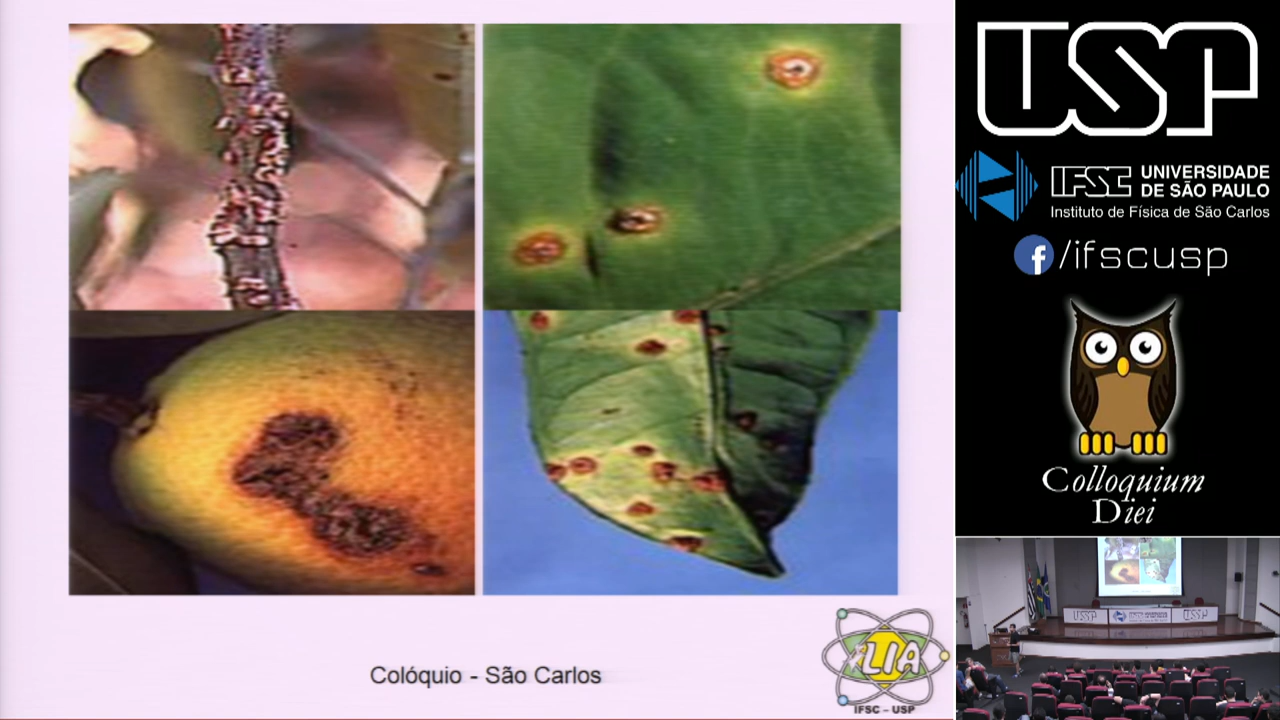 Colóquio - São Carlos
LIA
IFSC - USP
USP
IFSC UNIVERSIDADE
DE SÃO PAULO
Instituto de Física de São Carlos
f /ifscusp
Colloquium
Diei